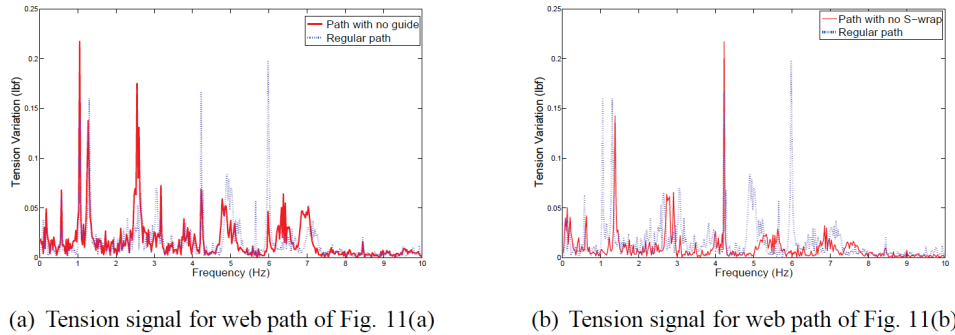 0.25
0.2
0.15
0.1
0.05
0
Tension Variation (lbf)
Path with no guide
Regular path
0 1 2 3 4 5 6 7 8 9 10
Frequency (Hz)
(a) Tension signal for web path of Fig. 11(a)
0.25
0.2
0.15
0.1
0.05
0
Tension Variation (lbf)
Path with no S-wrap
Regular path
0 1 2 3 4 5 6 7 8 9 10
Frequency (Hz)
(b) Tension signal for web path of Fig. 11(b)